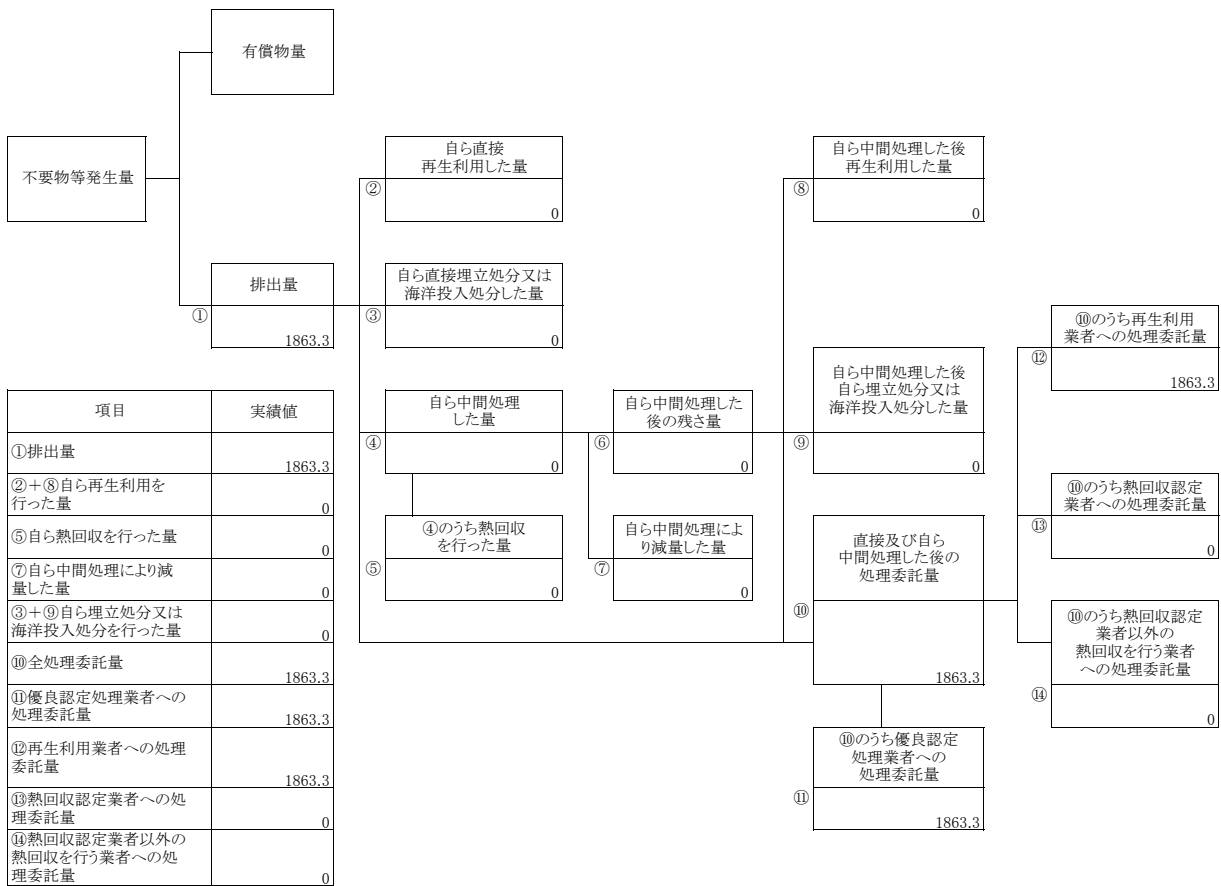 有償物量
不要物等発生量
排出量
①
1863.3
自ら直接
再生利用した量
②
0
自ら直接埋立処分又は
海洋投入処分した量
③
0
自ら中間処理
した量
④
0
④のうち熱回収
を行った量
⑤
0
自ら中間処理した
後の残さ量
⑥
0
自ら中間処理によ
り減量した量
⑦
0
自ら中間処理した後
再生利用した量
⑧
0
自ら中間処理した後
自ら埋立処分又は
海洋投入処分した量
⑨
0
直接及び自ら
中間処理した後の
処理委託量
⑩
1863.3
⑩のうち優良認定
処理業者への
処理委託量
⑪
1863.3
⑩のうち再生利用
業者への処理委託量
⑫
1863.3
⑩のうち熱回収認定
業者への処理委託量
⑬
0
⑩のうち熱回収認定
業者以外の
熱回収を行う業者
への処理委託量
⑭
0
項目 実績値
①排出量
1863.3
②+⑧自ら再生利用を
行った量
0
⑤自ら熱回収を行った量
0
⑦自ら中間処理により減
量した量
0
③+⑨自ら埋立処分又は
海洋投入処分を行った量
0
⑩全処理委託量
1863.3
⑪優良認定処理業者への
処理委託量
1863.3
⑫再生利用業者への処理
委託量
1863.3
⑬熱回収認定業者への処
理委託量
0
⑭熱回収認定業者以外の
熱回収を行う業者への処
理委託量
0